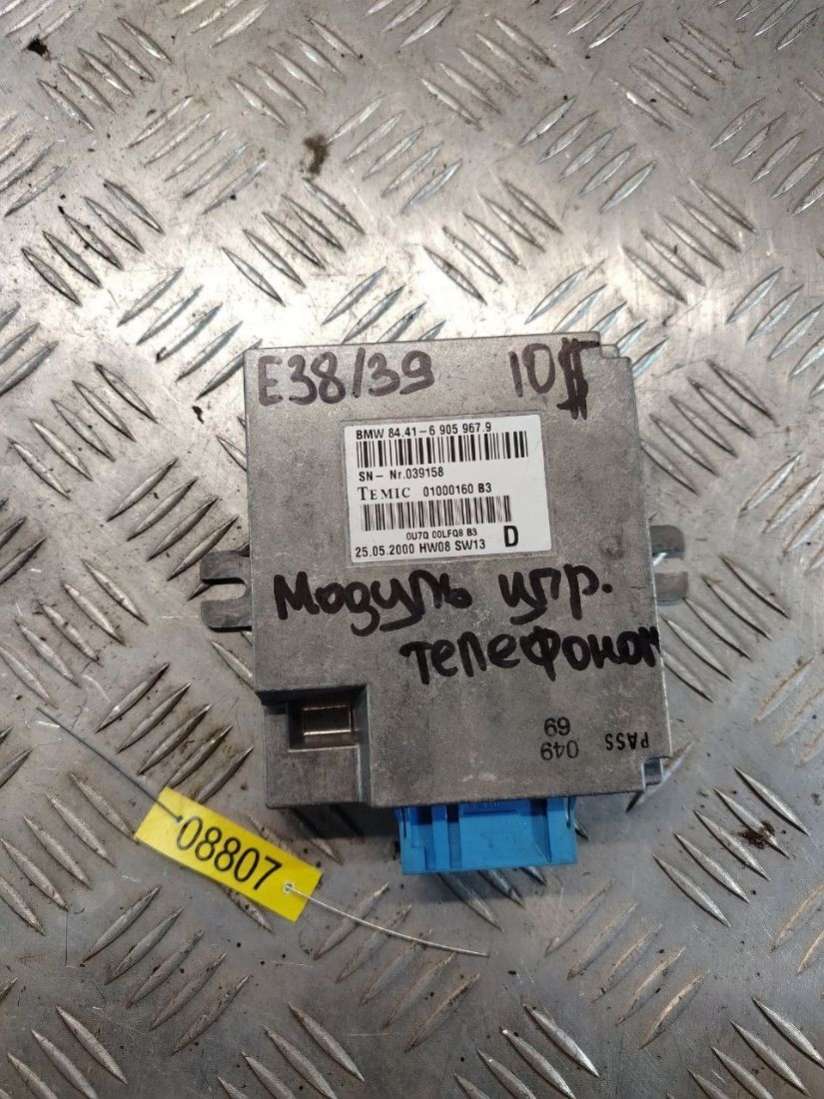 E38/39 10$
BMW 84.41-6 905 967.9
SN- Nr.039158
TEMIC 01000160 B3
0U7Q 00LFQ8 B3
25.05.2000 HW08 SW13 D
Модуль упр.
телефоном
PASS 049
69
08807